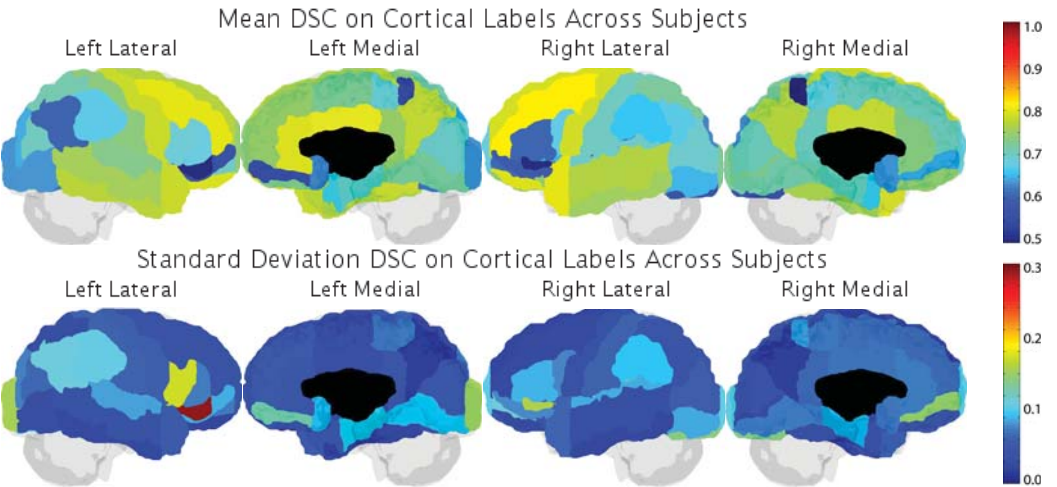 Mean DSC on Cortical Labels Across Subjects
Left Lateral Left Medial Right Lateral Right Medial
1.0
0.9
0.8
0.7
0.6
0.5
Standard Deviation DSC on Cortical Labels Across Subjects
Left Lateral Left Medial Right Lateral Right Medial
0.3
0.2
0.1
0.0